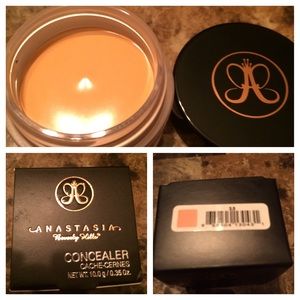 ANASTASIA
Beverly Hills
CONCEALER
CACHE-CERNES
NET WT. 10.0 g / 0.35 Oz.